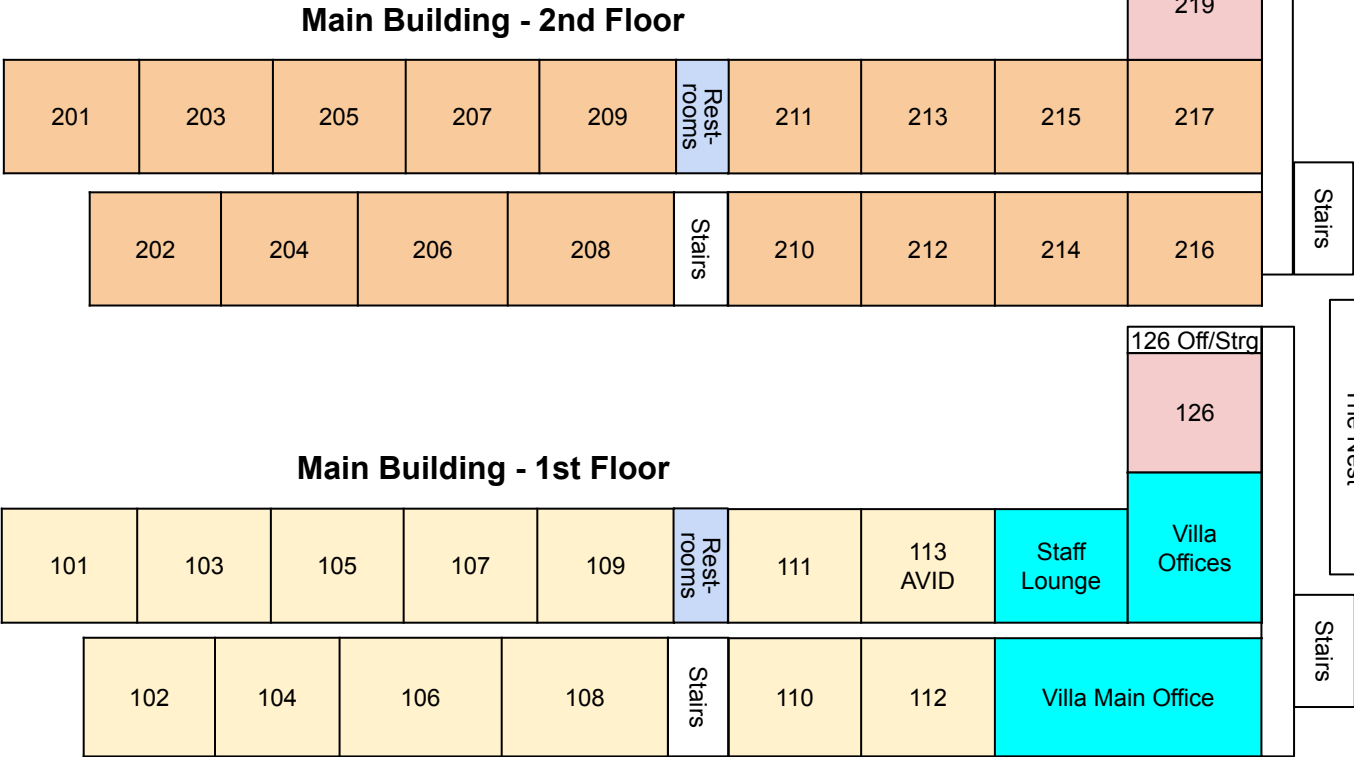 219
Main Building - 2nd Floor
201
203
205
207
209
Rest-
rooms
211
213
215
217
202
204
206
208
Stairs
210
212
214
216
Stairs
126 Off/Strg
126
The Nest
Main Building - 1st Floor
101
103
105
107
109
Rest-
rooms
111
113
AVID
Staff
Lounge
Villa
Offices
102
104
106
108
Stairs
110
112
Villa Main Office
Stairs